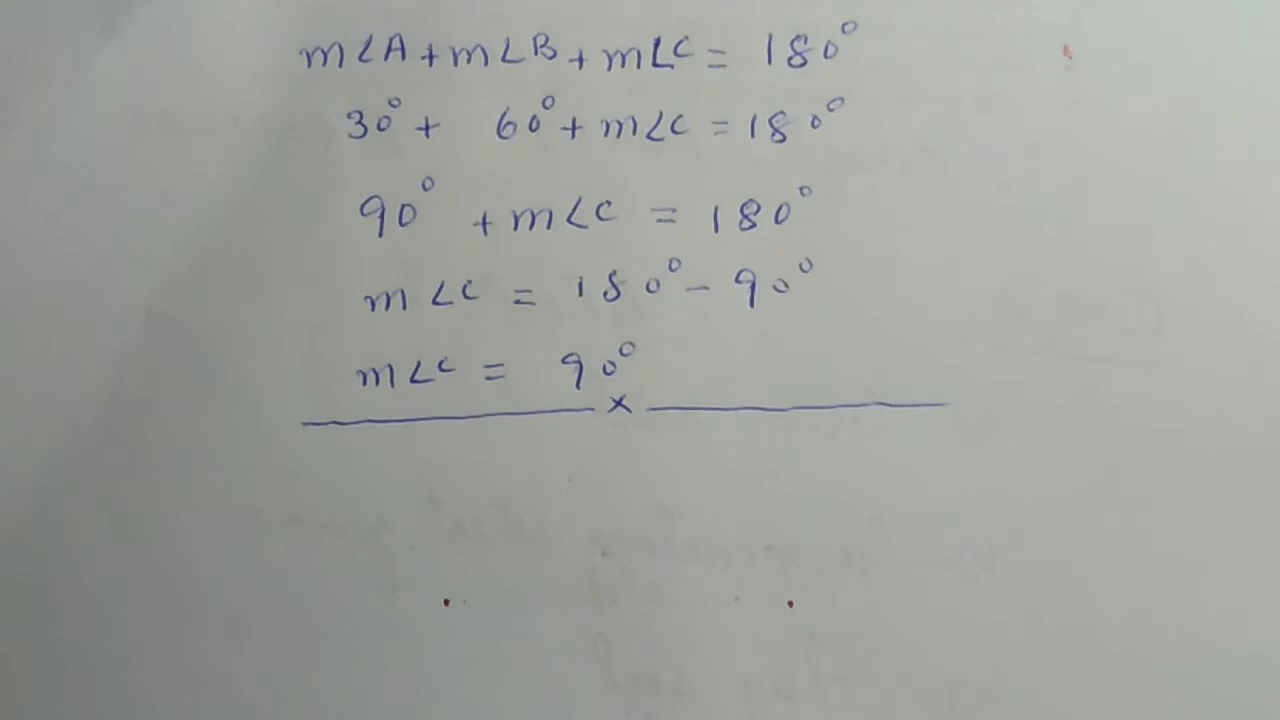 m∠A + m∠B + m∠C = 180°
30° + 60° + m∠C = 180°
90° + m∠C = 180°
m∠C = 180° - 90°
m∠C = 90°
x